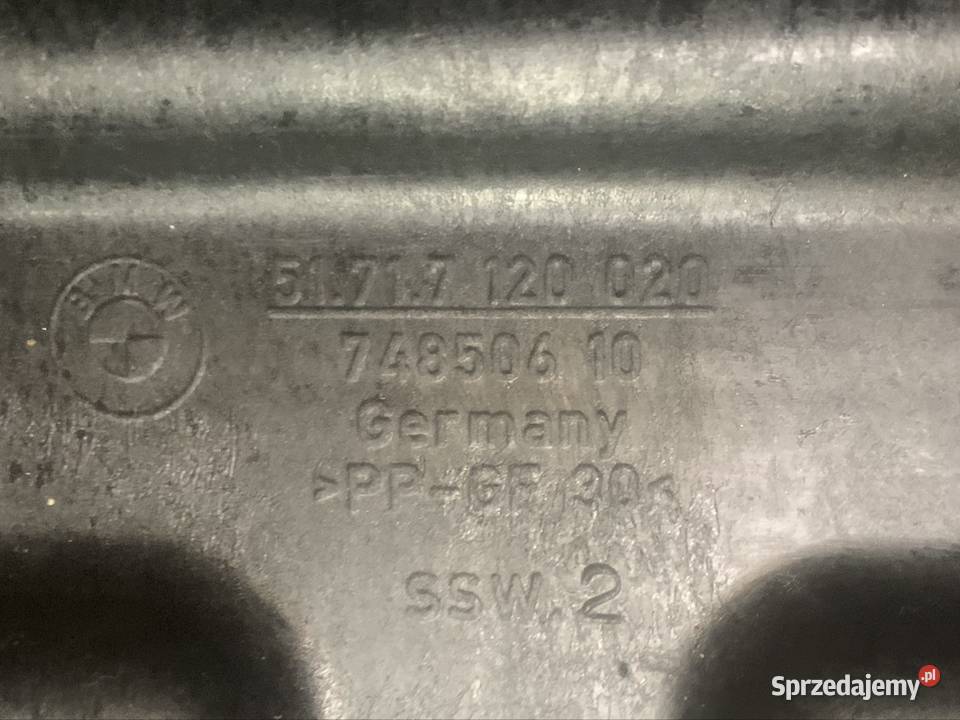 BMW
51.71.7 120 020
748506 10
Germany
>PP-GF 30<
SSW. 2
Sprzedajemy.pl